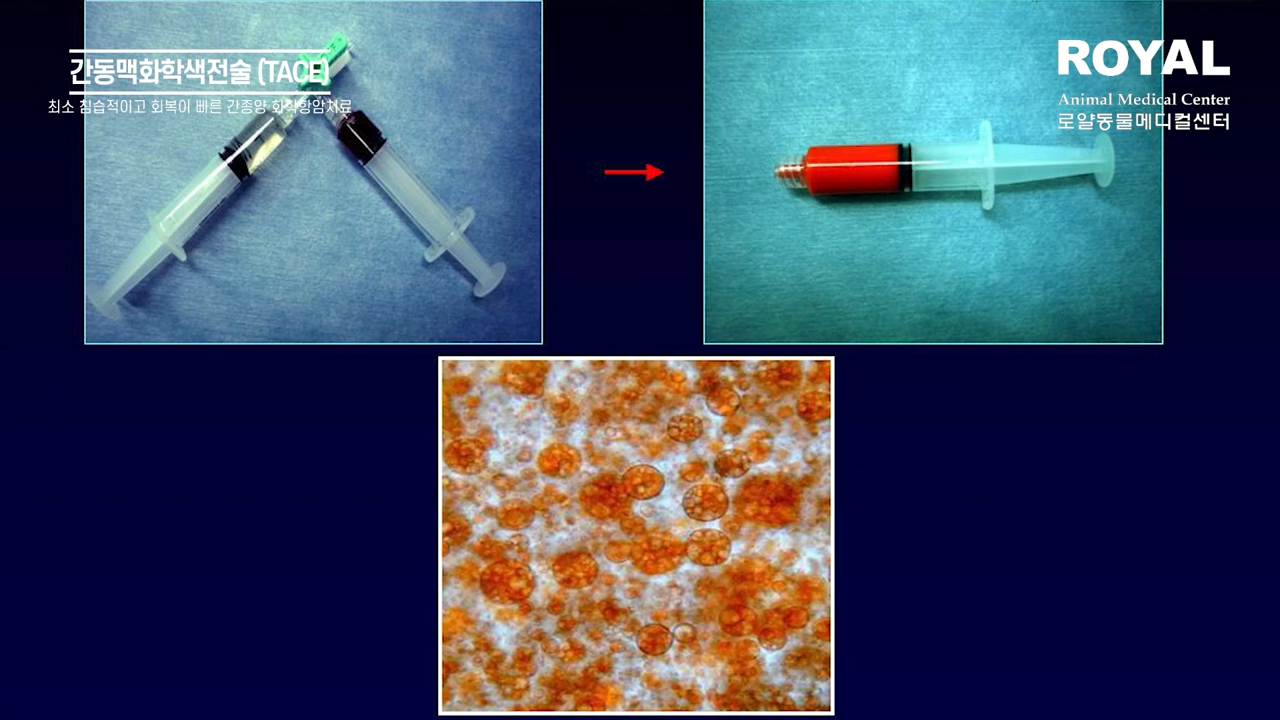 간동맥화학색전술 (TACE)
최소 침습적이고 회복이 빠른 간종양 화학항암치료
ROYAL
Animal Medical Center
로얄동물메디컬센터